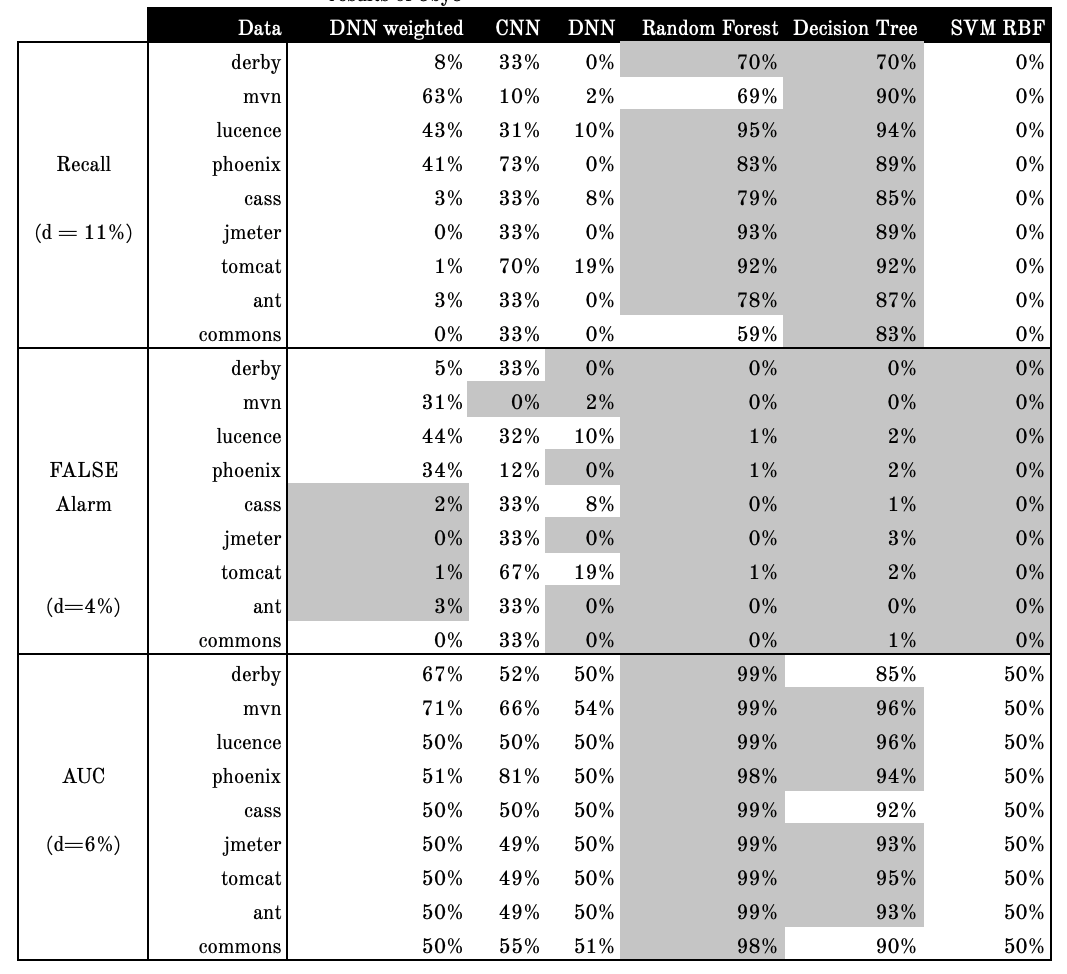 Data DNN weighted CNN DNN Random Forest Decision Tree SVM RBF
derby 8% 33% 0% 70% 70% 0%
mvn 63% 10% 2% 69% 90% 0%
lucence 43% 31% 10% 95% 94% 0%
Recall phoenix 41% 73% 0% 83% 89% 0%
cass 3% 33% 8% 79% 85% 0%
(d = 11%) jmeter 0% 33% 0% 93% 89% 0%
tomcat 1% 70% 19% 92% 92% 0%
ant 3% 33% 0% 78% 87% 0%
commons 0% 33% 0% 59% 83% 0%
derby 5% 33% 0% 0% 0% 0%
mvn 31% 0% 2% 0% 0% 0%
lucence 44% 32% 10% 1% 2% 0%
FALSE phoenix 34% 12% 0% 1% 2% 0%
Alarm cass 2% 33% 8% 0% 1% 0%
jmeter 0% 33% 0% 0% 3% 0%
tomcat 1% 67% 19% 1% 2% 0%
(d=4%) ant 3% 33% 0% 0% 0% 0%
commons 0% 33% 0% 0% 1% 0%
derby 67% 52% 50% 99% 85% 50%
mvn 71% 66% 54% 99% 96% 50%
lucence 50% 50% 50% 99% 96% 50%
AUC phoenix 51% 81% 50% 98% 94% 50%
cass 50% 50% 50% 99% 92% 50%
(d=6%) jmeter 50% 49% 50% 99% 93% 50%
tomcat 50% 49% 50% 99% 95% 50%
ant 50% 49% 50% 99% 93% 50%
commons 50% 55% 51% 98% 90% 50%